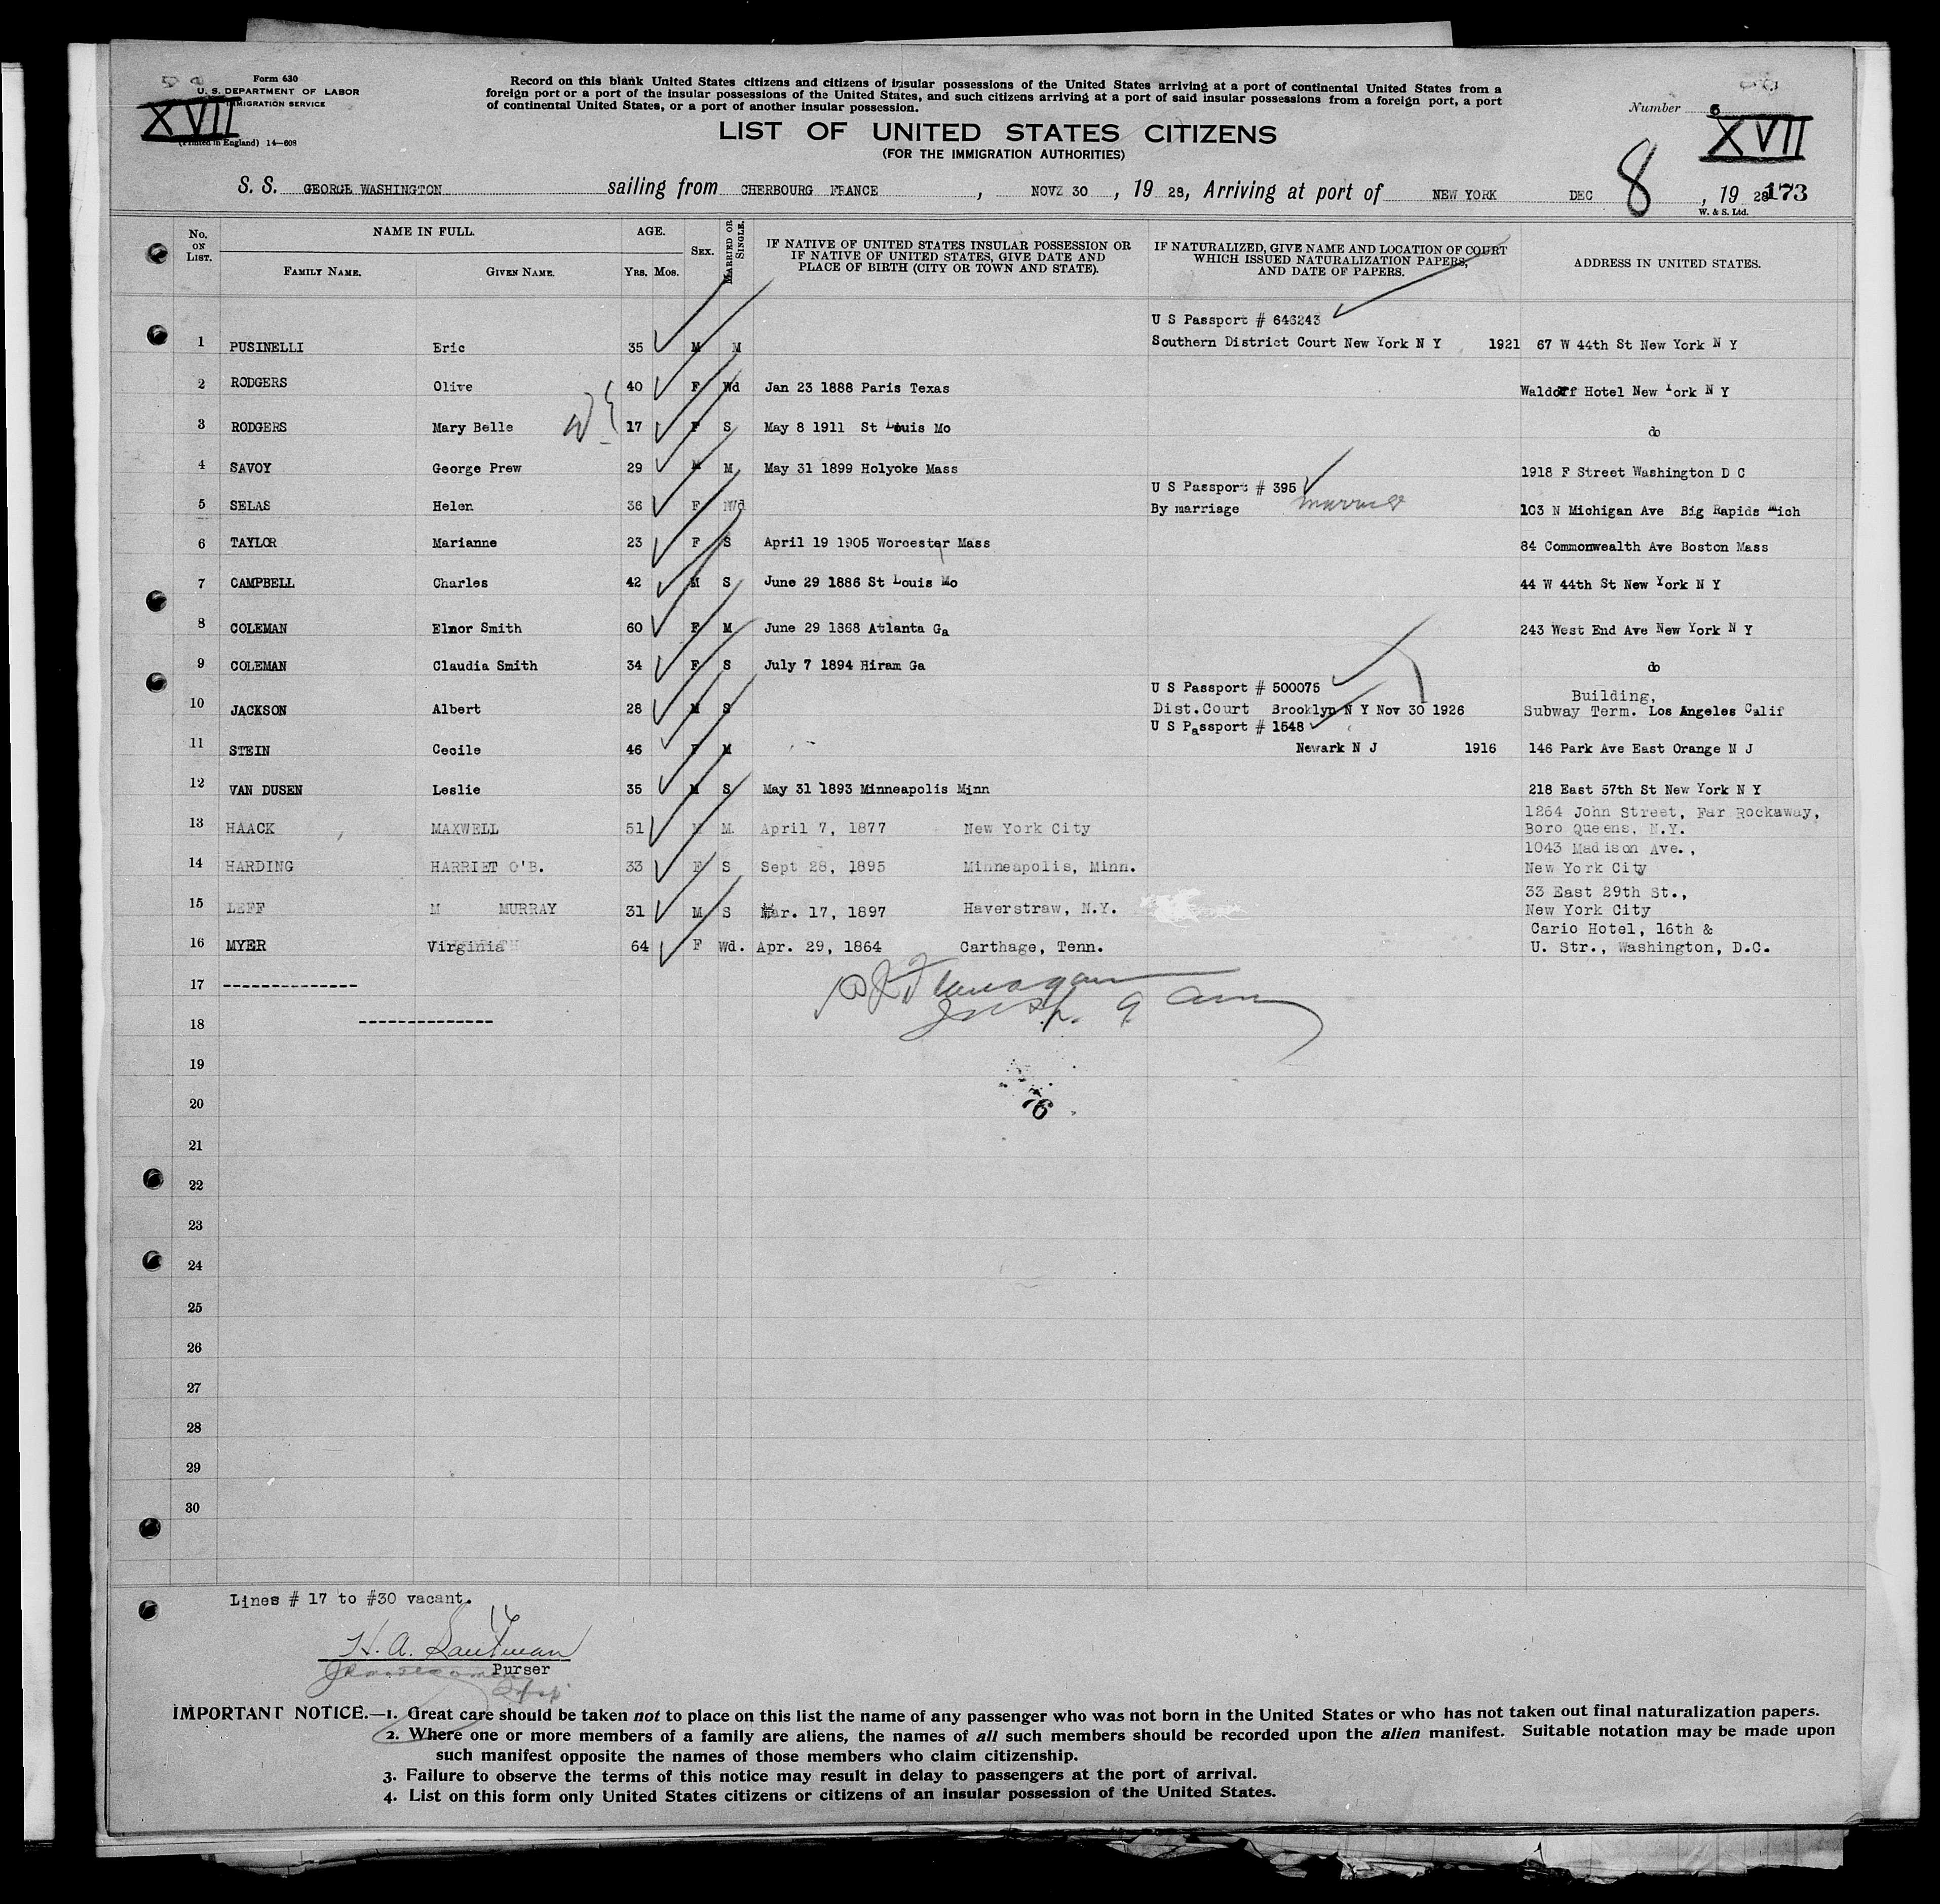 Form 630
U. S. DEPARTMENT OF LABOR
IMMIGRATION SERVICE
XVII
(Printed in England) 14—608
Record on this blank United States citizens and citizens of insular possessions of the United States arriving at a port of continental United States from a
foreign port or a port of the insular possessions of the United States, and such citizens arriving at a port of said insular possessions from a foreign port, a port
of continental United States, or a port of another insular possession.
Number 6
XVII
LIST OF UNITED STATES CITIZENS
(FOR THE IMMIGRATION AUTHORITIES)
S. S. GEORGE WASHINGTON sailing from CHERBOURG FRANCE, NOVZ 30, 19 28, Arriving at port of NEW YORK DEC 8, 19 28 173
W. & S. Ltd.
No. ON LIST. NAME IN FULL. AGE. SEX. MARRIED OR SINGLE. IF NATIVE OF UNITED STATES INSULAR POSSESSION OR IF NATIVE OF UNITED STATES, GIVE DATE AND PLACE OF BIRTH (CITY OR TOWN AND STATE). IF NATURALIZED, GIVE NAME AND LOCATION OF COURT WHICH ISSUED NATURALIZATION PAPERS, AND DATE OF PAPERS. ADDRESS IN UNITED STATES.
FAMILY NAME. GIVEN NAME. YRS. MOS.
U S Passport # 646243
1 PUSINELLI Eric 35 M M Southern District Court New York N Y 1921 67 W 44th St New York N Y
2 RODGERS Olive 40 F Wd Jan 23 1888 Paris Texas Waldorf Hotel New York N Y
3 RODGERS Mary Belle 17 F S May 8 1911 St Louis Mo do
4 SAVOY George Prew 29 M M May 31 1899 Holyoke Mass 1918 F Street Washington D C
U S Passport # 395
5 SELAS Helen 36 F Wd By marriage married 103 N Michigan Ave Big Rapids Mich
6 TAYLOR Marianne 23 F S April 19 1905 Worcester Mass 84 Commonwealth Ave Boston Mass
7 CAMPBELL Charles 42 M S June 29 1886 St Louis Mo 44 W 44th St New York N Y
8 COLEMAN Elnor Smith 60 F M June 29 1868 Atlanta Ga 243 West End Ave New York N Y
9 COLEMAN Claudia Smith 34 F S July 7 1894 Hiram Ga do
U S Passport # 500075 Building,
10 JACKSON Albert 28 M S Dist. Court Brooklyn N Y Nov 30 1926 Subway Term. Los Angeles Calif
U S Passport # 1548
11 STEIN Cecile 46 F M Newark N J 1916 146 Park Ave East Orange N J
12 VAN DUSEN Leslie 35 M S May 31 1893 Minneapolis Minn 218 East 57th St New York N Y
1264 John Street, Far Rockaway,
13 HAACK MAXWELL 51 M M. April 7, 1877 New York City Boro Queens, N.Y.
1043 Madison Ave.,
14 HARDING HARRIET O'B. 33 F S Sept 28, 1895 Minneapolis, Minn. New York City
33 East 29th St.,
15 LEFF M MURRAY 31 M S Mar. 17, 1897 Haverstraw, N.Y. New York City
Cario Hotel, 16th &
16 MYER Virginia 64 F Wd. Apr. 29, 1864 Carthage, Tenn. U. Str., Washington, D.C.
17 --------------
18 --------------
19
76
20
21
22
23
24
25
26
27
28
29
30
Lines # 17 to #30 vacant.
16
Purser
IMPORTANT NOTICE.—1. Great care should be taken not to place on this list the name of any passenger who was not born in the United States or who has not taken out final naturalization papers.
2. Where one or more members of a family are aliens, the names of all such members should be recorded upon the alien manifest. Suitable notation may be made upon
such manifest opposite the names of those members who claim citizenship.
3. Failure to observe the terms of this notice may result in delay to passengers at the port of arrival.
4. List on this form only United States citizens or citizens of an insular possession of the United States.